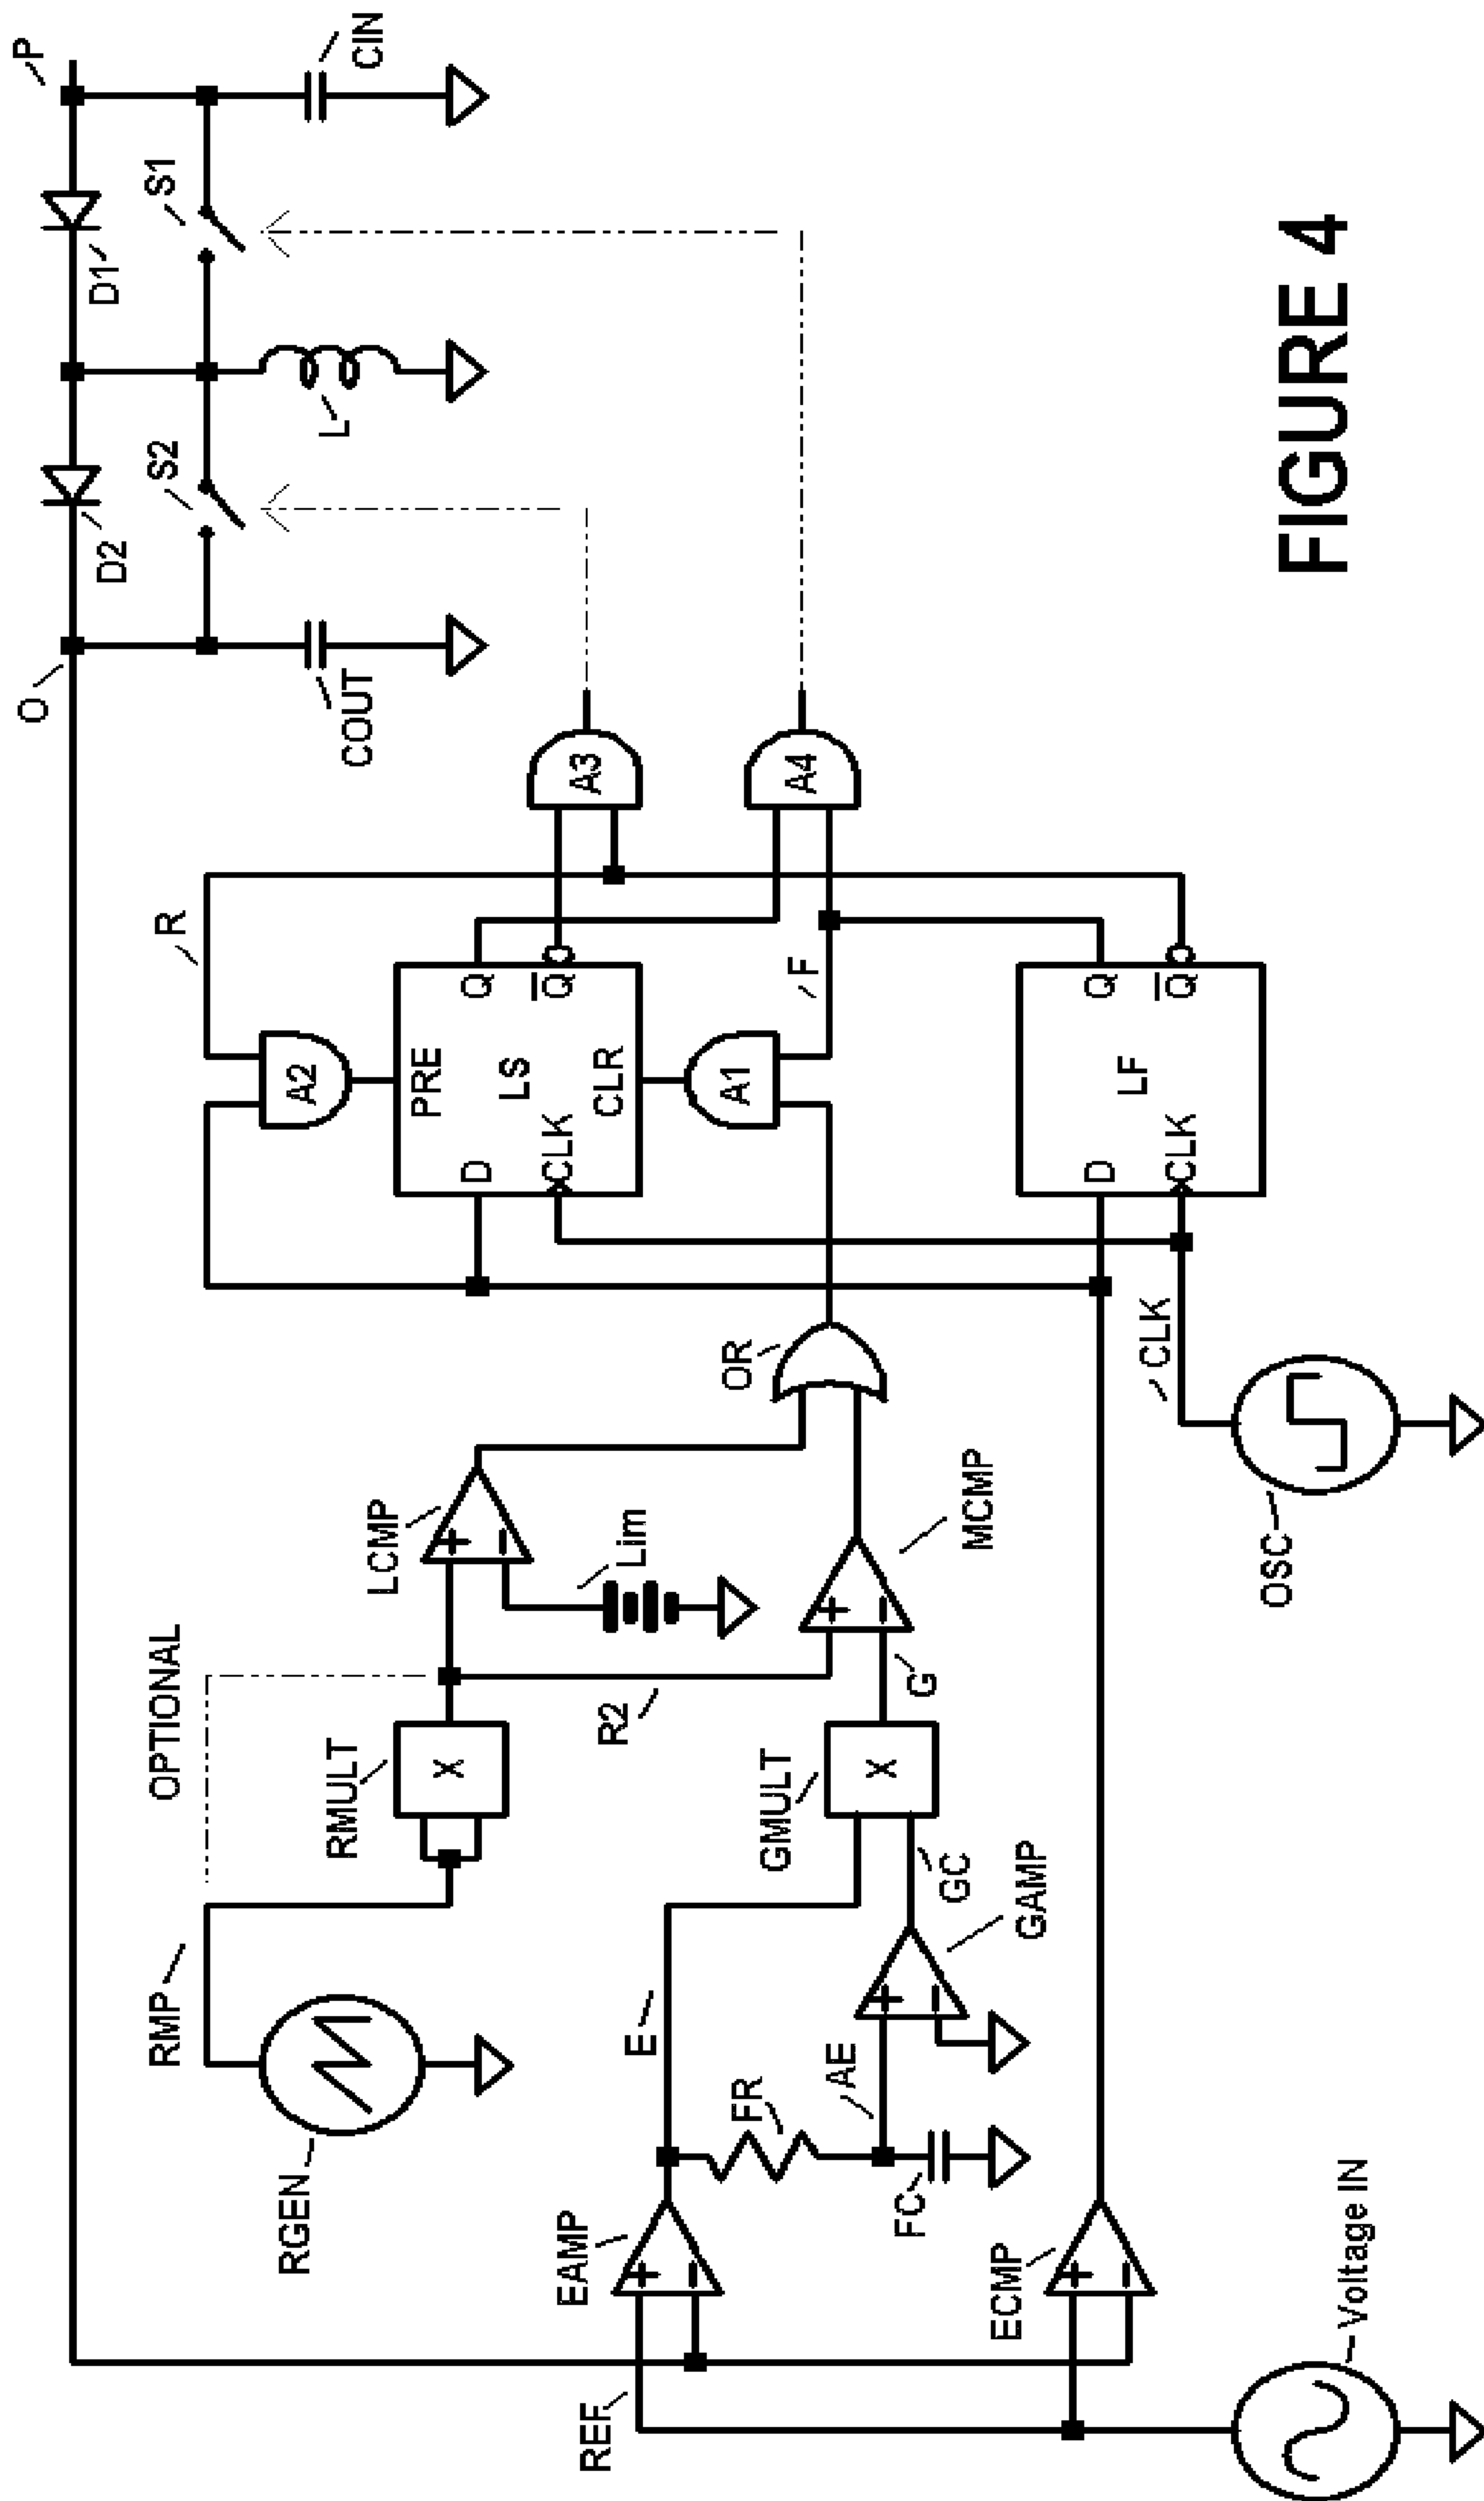 P
O
D2
D1
S2
S1
COUT
L
CIN
OPTIONAL
RMP
R
RGEN
RMULT
X
LCMP
+
−
Lim
A2
PRE
LS
D
CLK
CLR
Q
Q
A3
EAMP
+
−
REF
E
R2
FR
AE
FC
GMULT
X
G
GC
GAMP
+
−
MCMP
+
−
OR
A1
F
A4
ECMP
+
−
CLK
D
CLK
LF
Q
Q
Voltage IN
OSC
FIGURE 4